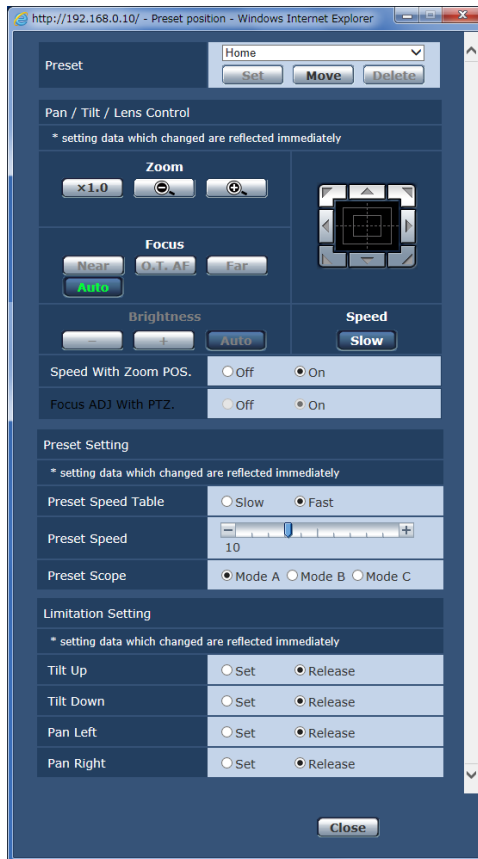 http://192.168.0.10/ - Preset position - Windows Internet Explorer
Preset
Home
Set Move Delete
Pan / Tilt / Lens Control
* setting data which changed are reflected immediately
Zoom
×1.0
Focus
Near O.T. AF Far
Auto
Brightness
- + Auto
Speed
Slow
Speed With Zoom POS. Off On
Focus ADJ With PTZ. Off On
Preset Setting
* setting data which changed are reflected immediately
Preset Speed Table Slow Fast
Preset Speed
10
Preset Scope Mode A Mode B Mode C
Limitation Setting
* setting data which changed are reflected immediately
Tilt Up Set Release
Tilt Down Set Release
Pan Left Set Release
Pan Right Set Release
Close